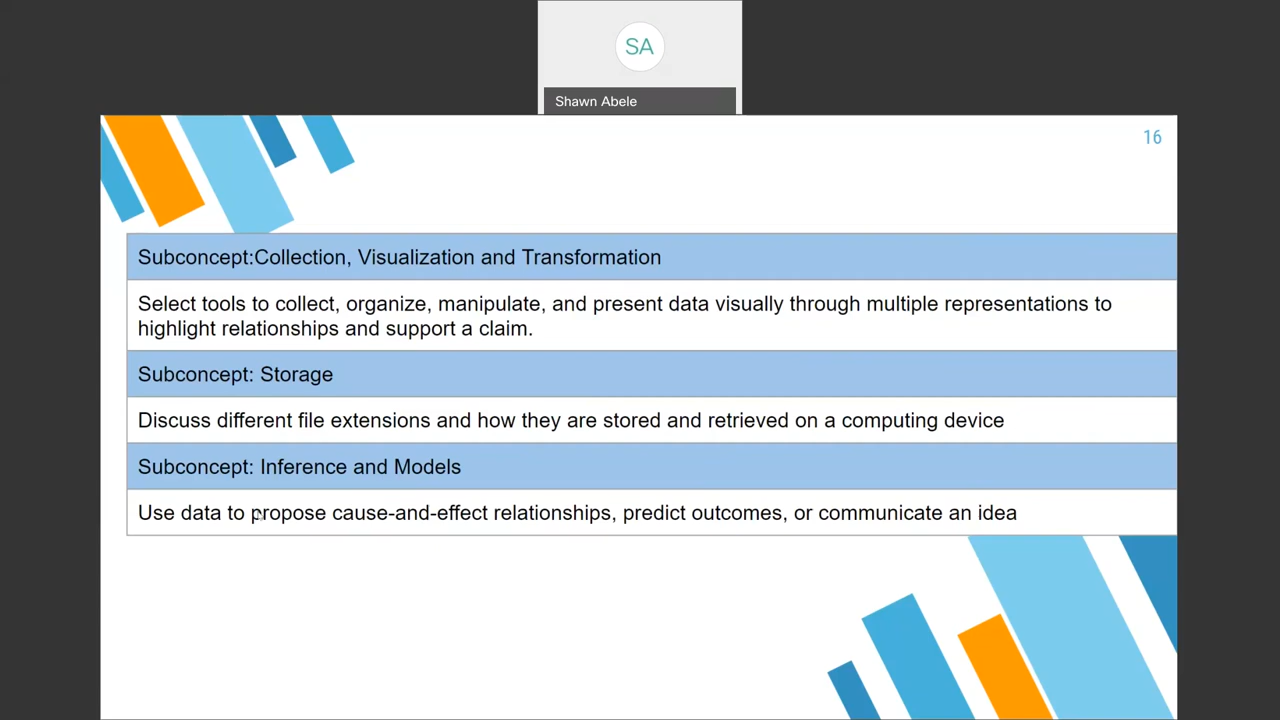 SA
Shawn Abele
16
Subconcept:Collection, Visualization and Transformation
Select tools to collect, organize, manipulate, and present data visually through multiple representations to
highlight relationships and support a claim.
Subconcept: Storage
Discuss different file extensions and how they are stored and retrieved on a computing device
Subconcept: Inference and Models
Use data to propose cause-and-effect relationships, predict outcomes, or communicate an idea